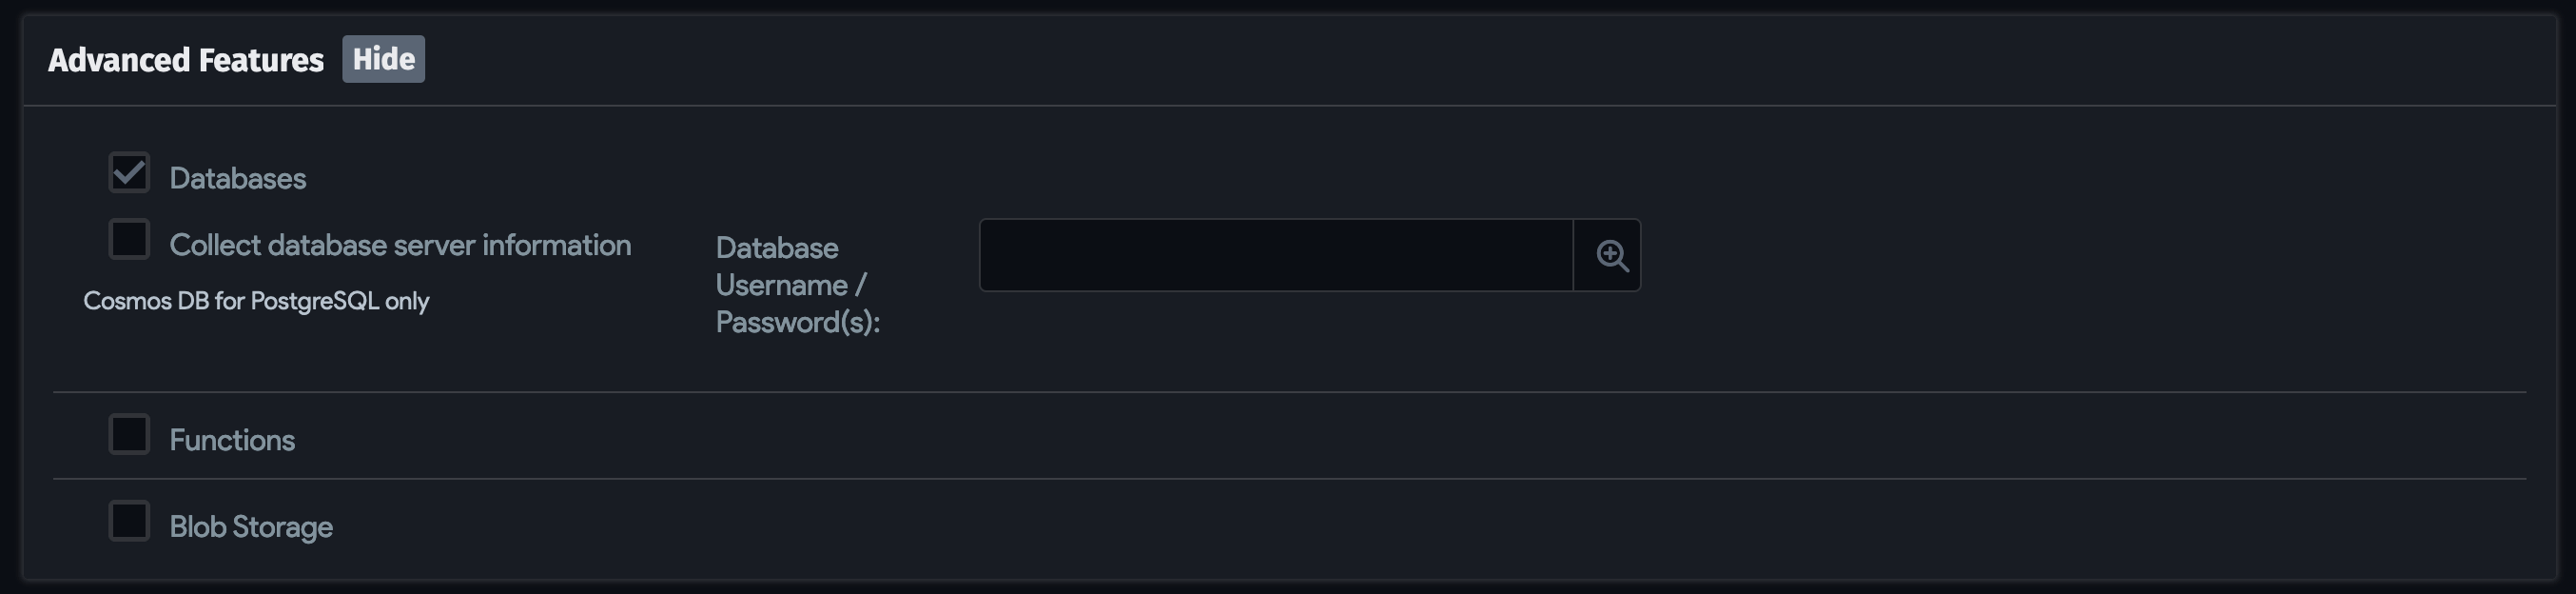 Advanced Features Hide
Databases
Collect database server information
Cosmos DB for PostgreSQL only
Database
Username /
Password(s):
Functions
Blob Storage